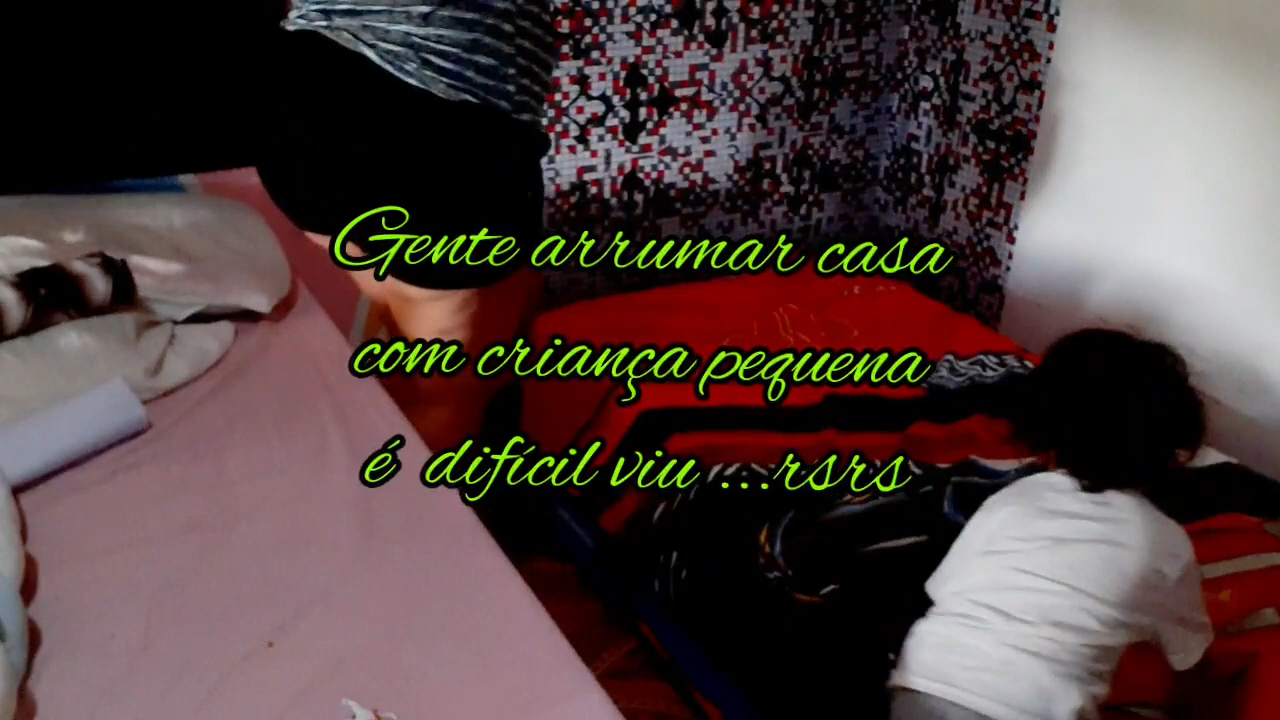 Gente arrumar casa
com criança pequena
é difícil viu ...rsrs